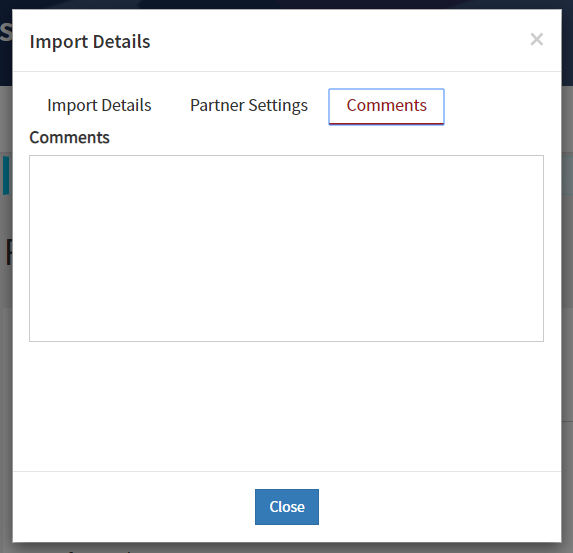 Import Details
×
Import Details Partner Settings Comments
Comments
Close